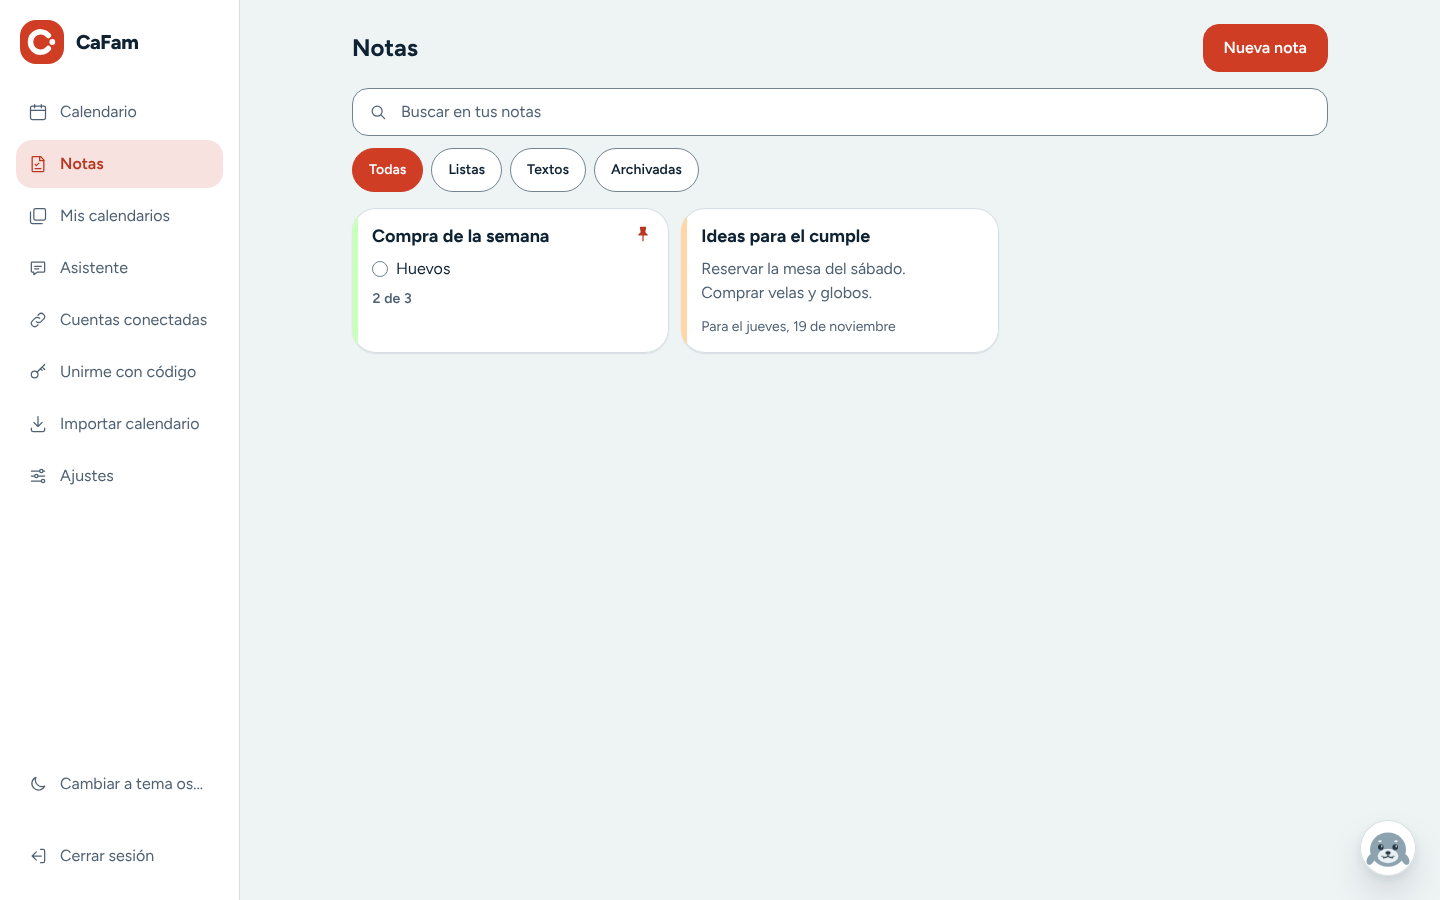 CaFam
Calendario
Notas
Mis calendarios
Asistente
Cuentas conectadas
Unirme con código
Importar calendario
Ajustes
Cambiar a tema os...
Cerrar sesión
Notas
Nueva nota
Buscar en tus notas
Todas
Listas
Textos
Archivadas
Compra de la semana
Huevos
2 de 3
Ideas para el cumple
Reservar la mesa del sábado.
Comprar velas y globos.
Para el jueves, 19 de noviembre